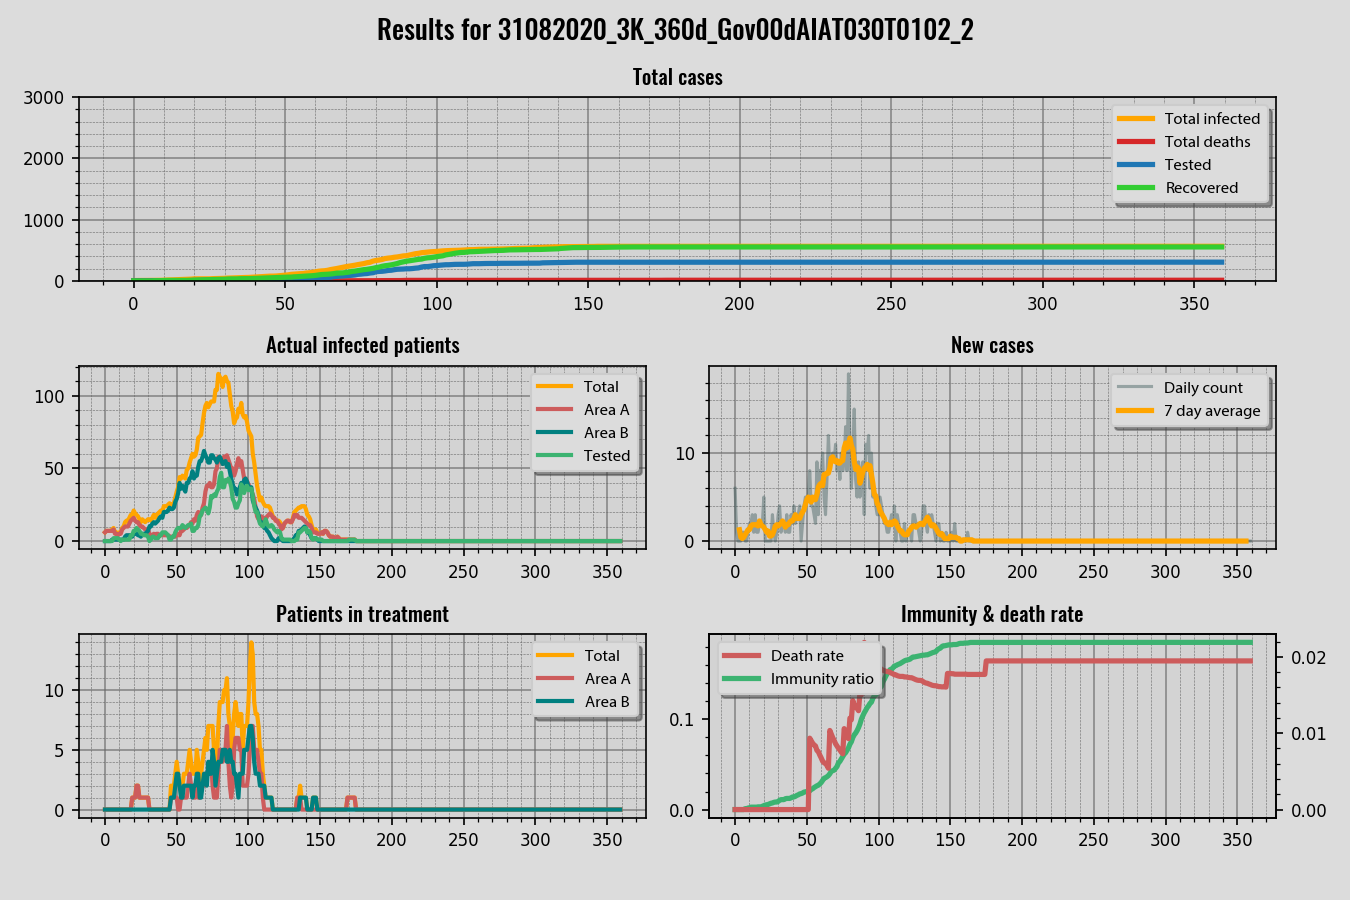 Results for 31082020_3K_360d_Gov00dAIAT030T0102_2
Total cases
3000
2000
1000
0
Total infected
Total deaths
Tested
Recovered
0 50 100 150 200 250 300 350
Actual infected patients
100
50
0
Total
Area A
Area B
Tested
0 50 100 150 200 250 300 350
New cases
10
0
Daily count
7 day average
0 50 100 150 200 250 300 350
Patients in treatment
10
5
0
Total
Area A
Area B
0 50 100 150 200 250 300 350
Immunity & death rate
0.1
0.0
Death rate
Immunity ratio
0.02
0.01
0.00
0 50 100 150 200 250 300 350